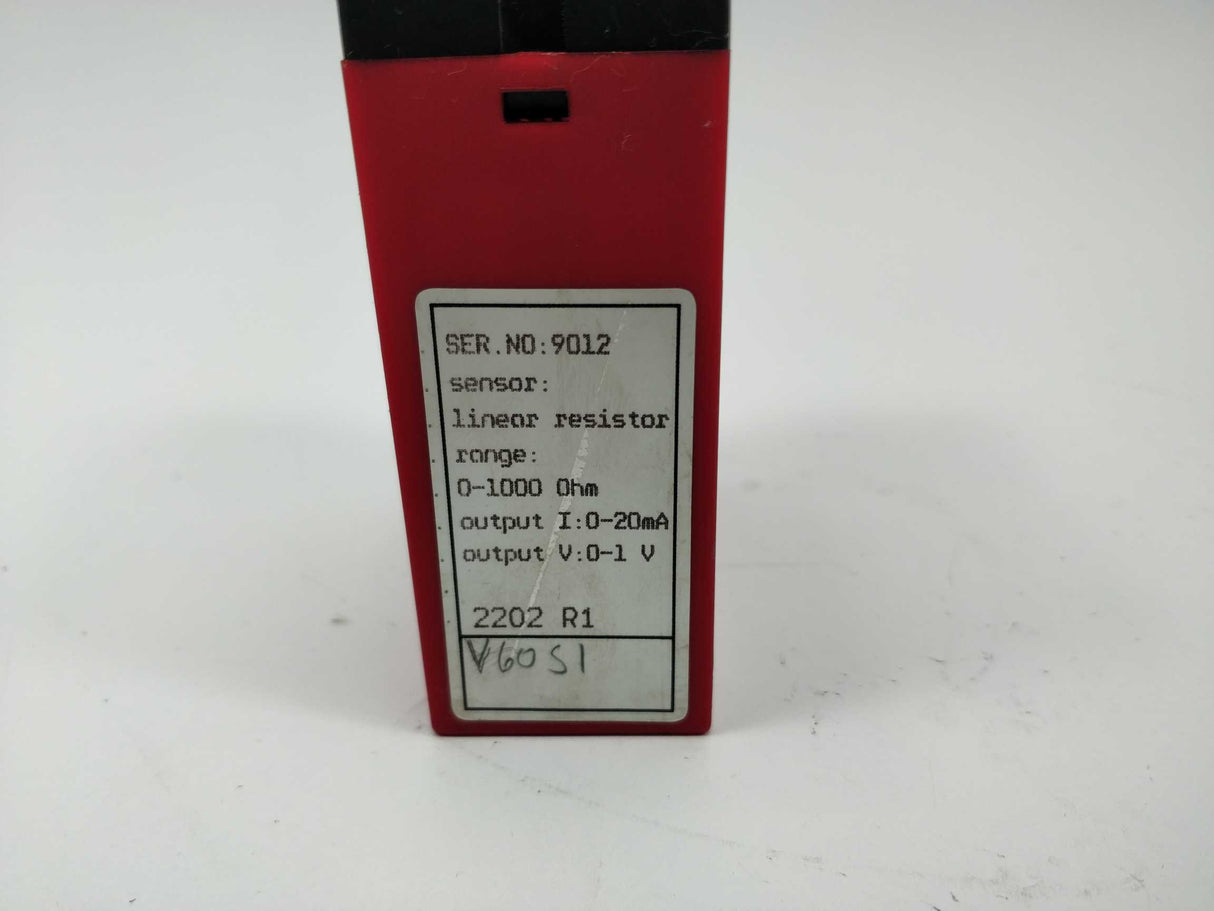 SER.NO:9012
sensor:
linear resistor
range:
0-1000 Ohm
output I:0-20mA
output V:0-1 V
2202 R1
V60S1